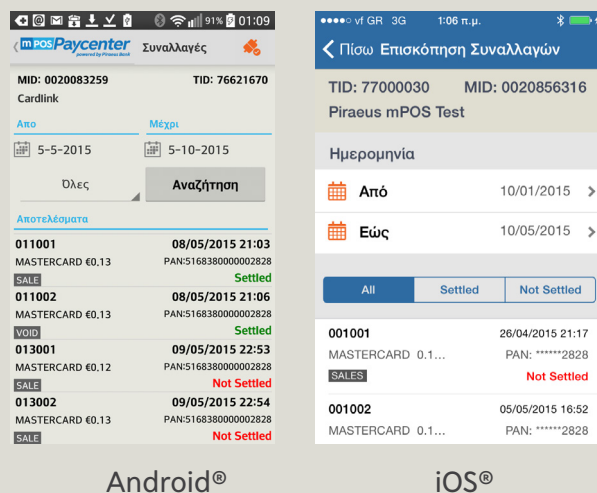 91% 01:09
m POS Paycenter
powered by Piraeus Bank
Συναλλαγές
MID: 0020083259 TID: 76621670
Cardlink
Απο Μέχρι
5-5-2015 5-10-2015
Όλες Αναζήτηση
Αποτελέσματα
011001 08/05/2015 21:03
MASTERCARD €0,13 PAN:5168380000002828
SALE Settled
011002 08/05/2015 21:06
MASTERCARD €0,13 PAN:5168380000002828
VOID Settled
013001 09/05/2015 22:53
MASTERCARD €0,12 PAN:5168380000002828
SALE Not Settled
013002 09/05/2015 22:54
MASTERCARD €0,13 PAN:5168380000002828
SALE Not Settled
Android®
vf GR 3G 1:06 π.μ.
Πίσω Επισκόπηση Συναλλαγών
TID: 77000030 MID: 0020856316
Piraeus mPOS Test
Ημερομηνία
Από 10/01/2015
Εώς 10/05/2015
All Settled Not Settled
001001 26/04/2015 21:17
MASTERCARD 0.1... PAN: ******2828
SALES Not Settled
001002 05/05/2015 16:52
MASTERCARD 0.1... PAN: ******2828
iOS®